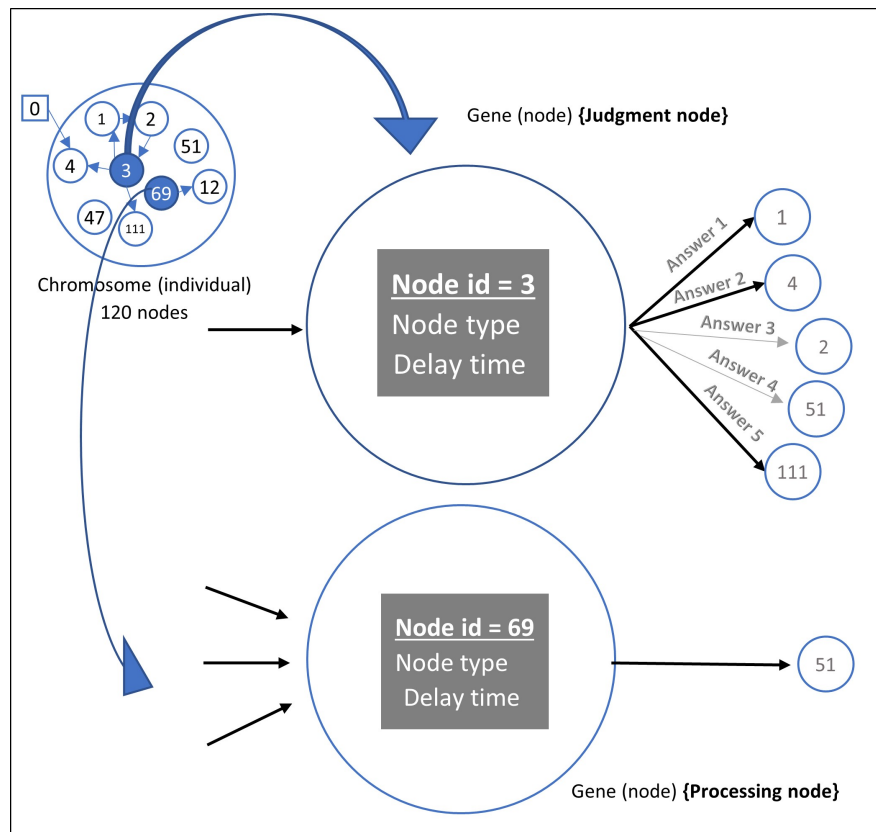 0
1
2
51
4
3
69
12
47
111
Chromosome (individual)
120 nodes
Gene (node) {Judgment node}
Node id = 3
Node type
Delay time
Answer 1
Answer 2
Answer 3
Answer 4
Answer 5
1
4
2
51
111
Node id = 69
Node type
Delay time
51
Gene (node) {Processing node}